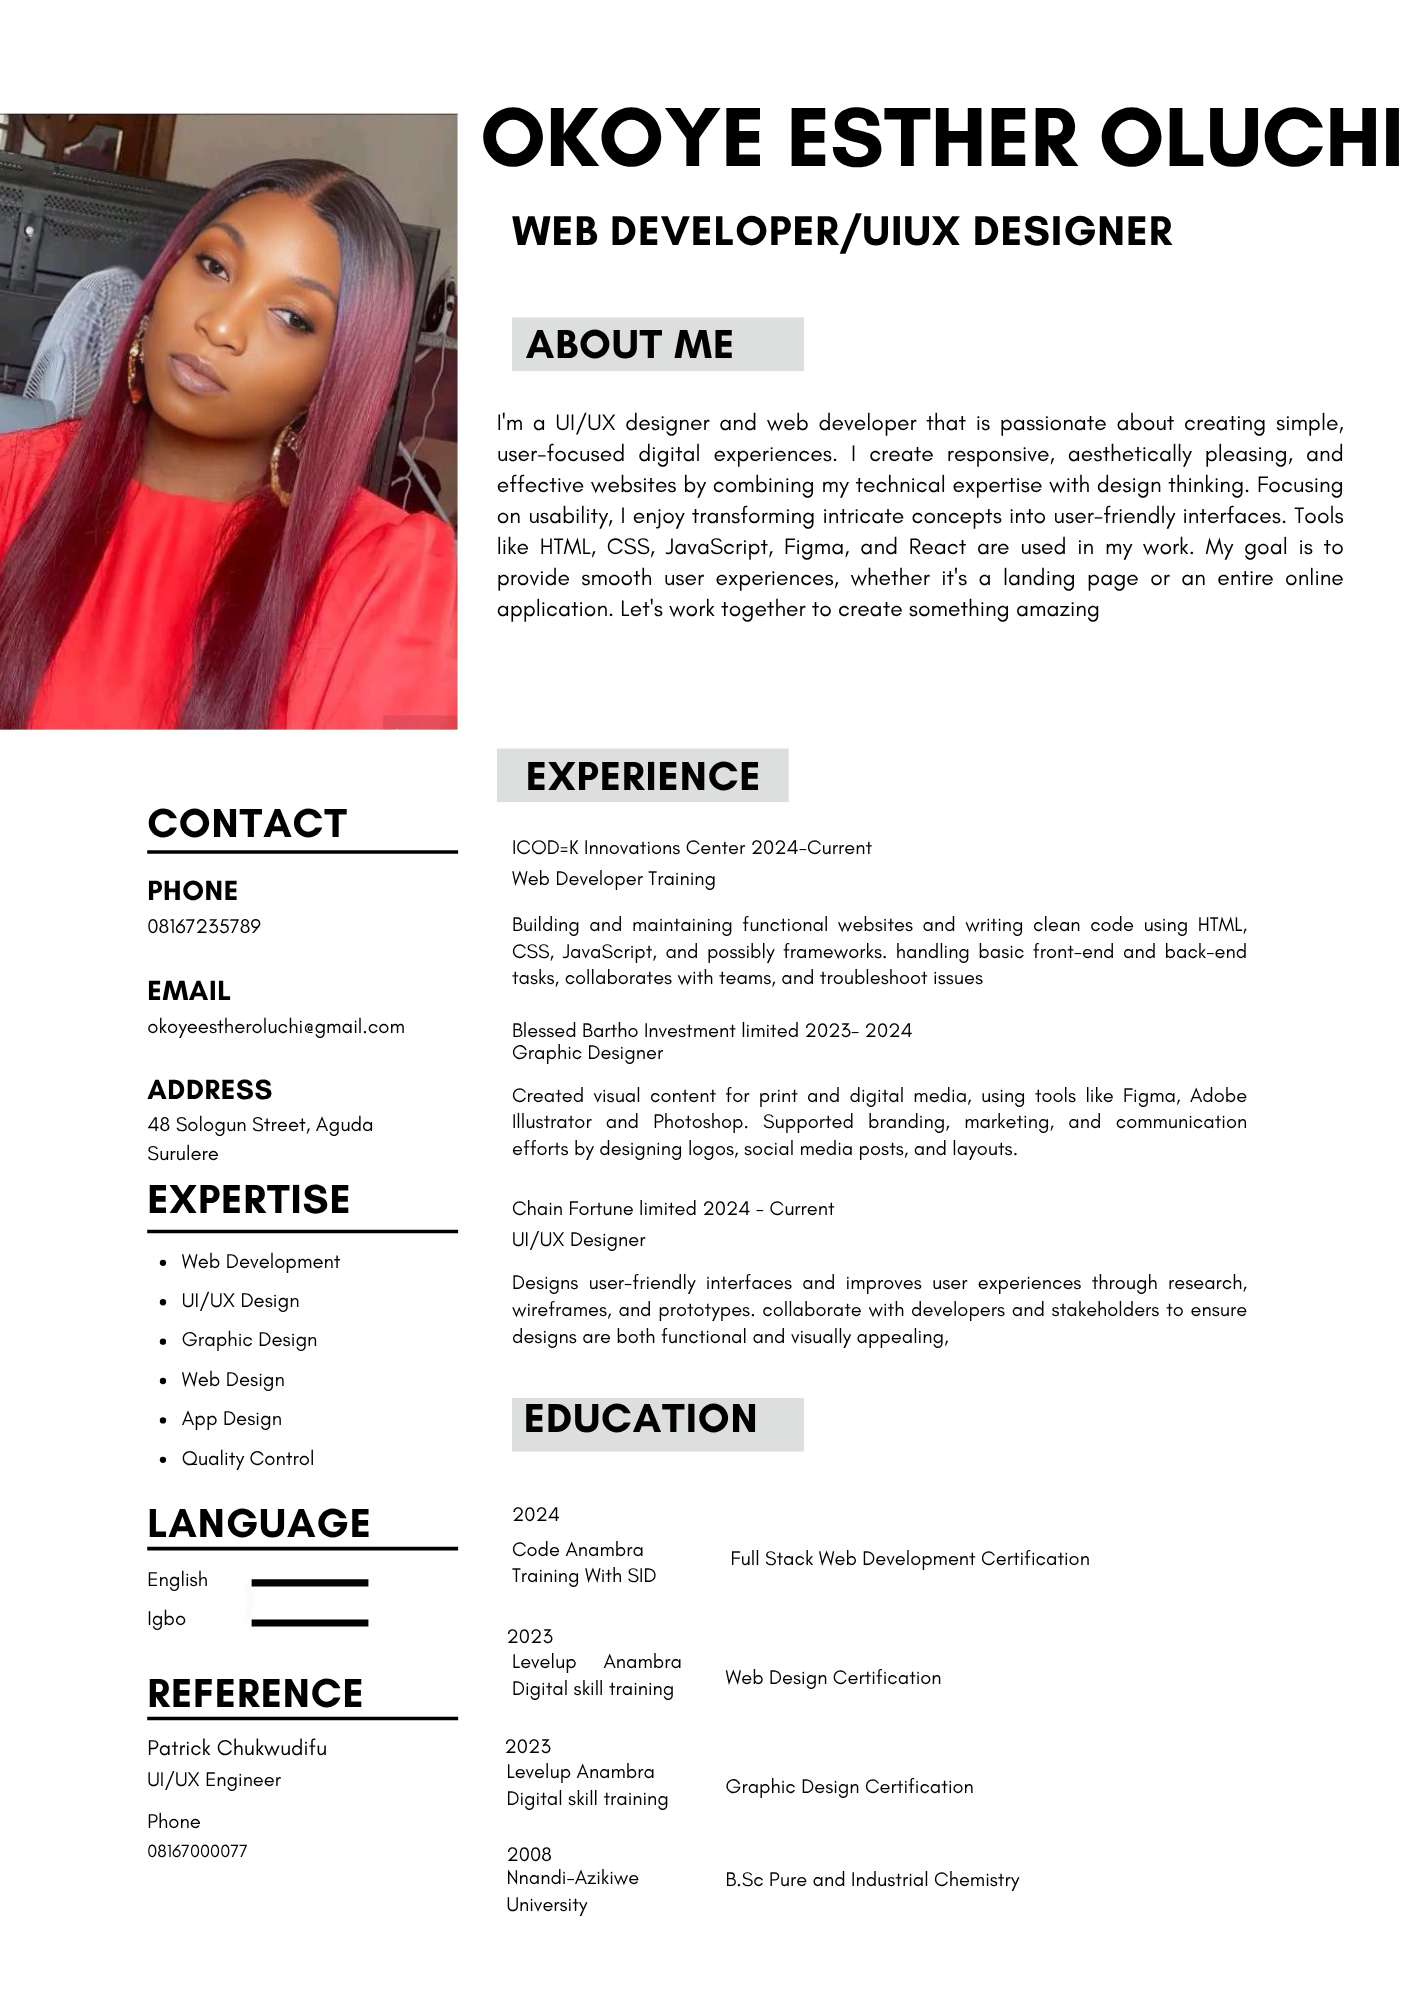 OKOYE ESTHER OLUCHI
WEB DEVELOPER/UIUX DESIGNER
ABOUT ME
I'm a UI/UX designer and web developer that is passionate about creating simple,
user-focused digital experiences. I create responsive, aesthetically pleasing, and
effective websites by combining my technical expertise with design thinking. Focusing
on usability, I enjoy transforming intricate concepts into user-friendly interfaces. Tools
like HTML, CSS, JavaScript, Figma, and React are used in my work. My goal is to
provide smooth user experiences, whether it's a landing page or an entire online
application. Let's work together to create something amazing
CONTACT
PHONE
08167235789
EMAIL
okoyeestheroluchi@gmail.com
ADDRESS
48 Sologun Street, Aguda
Surulere
EXPERTISE
• Web Development
• UI/UX Design
• Graphic Design
• Web Design
• App Design
• Quality Control
LANGUAGE
English
Igbo
REFERENCE
Patrick Chukwudifu
UI/UX Engineer
Phone
08167000077
EXPERIENCE
ICOD=K Innovations Center 2024-Current
Web Developer Training
Building and maintaining functional websites and writing clean code using HTML,
CSS, JavaScript, and possibly frameworks. handling basic front-end and back-end
tasks, collaborates with teams, and troubleshoot issues
Blessed Bartho Investment limited 2023- 2024
Graphic Designer
Created visual content for print and digital media, using tools like Figma, Adobe
Illustrator and Photoshop. Supported branding, marketing, and communication
efforts by designing logos, social media posts, and layouts.
Chain Fortune limited 2024 - Current
UI/UX Designer
Designs user-friendly interfaces and improves user experiences through research,
wireframes, and prototypes. collaborate with developers and stakeholders to ensure
designs are both functional and visually appealing,
EDUCATION
2024
Code Anambra
Training With SID
Full Stack Web Development Certification
2023
Levelup Anambra
Digital skill training
Web Design Certification
2023
Levelup Anambra
Digital skill training
Graphic Design Certification
2008
Nnandi-Azikiwe
University
B.Sc Pure and Industrial Chemistry